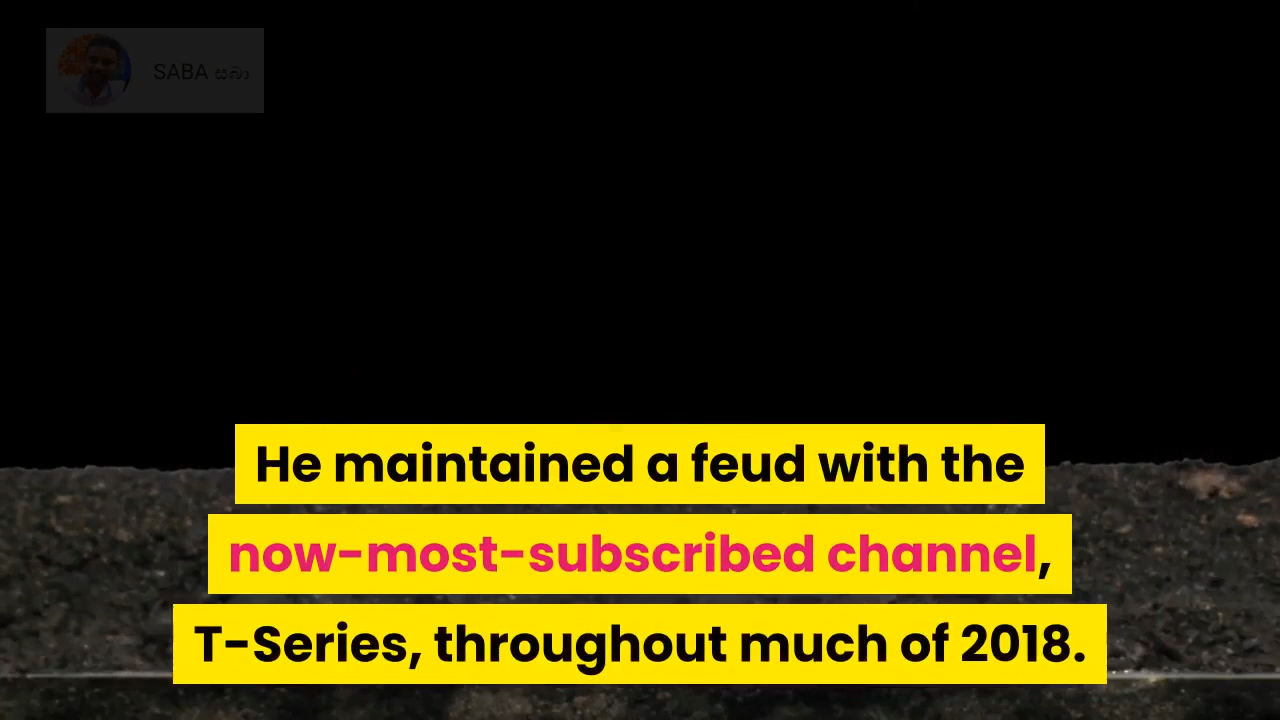 SABA සබා
He maintained a feud with the
now-most-subscribed channel,
T-Series, throughout much of 2018.